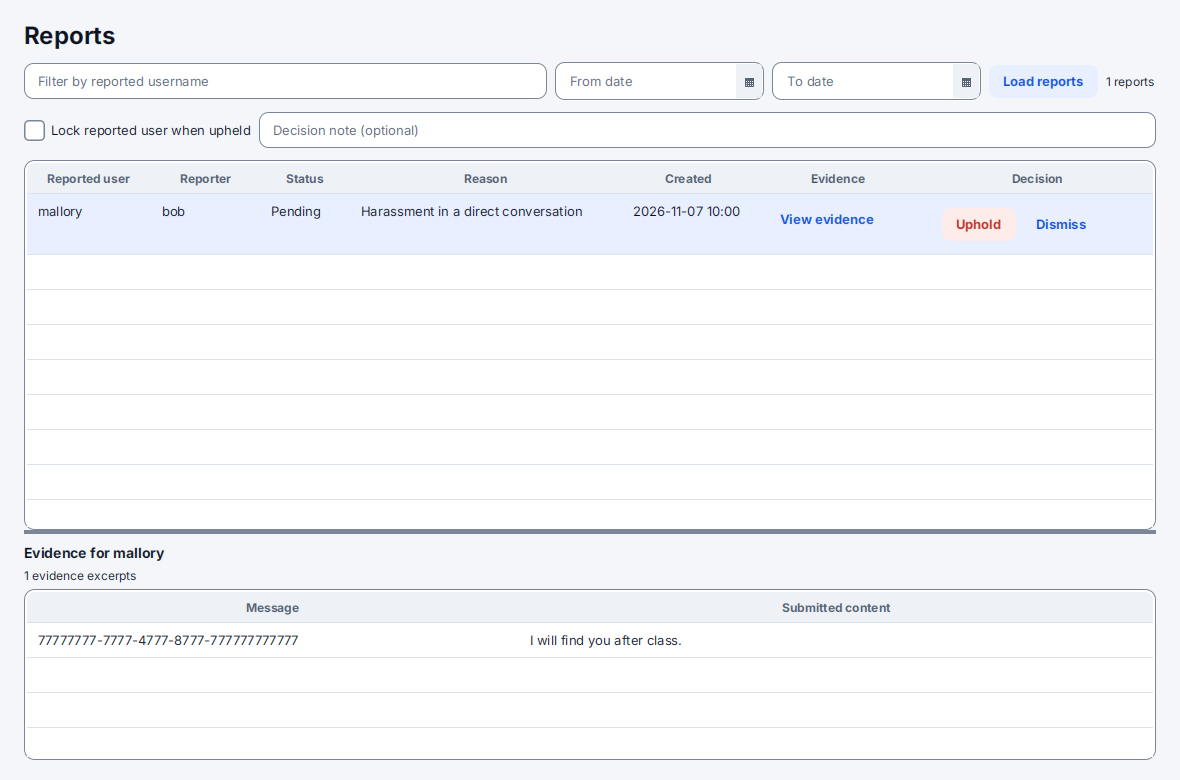 Reports
Filter by reported username From date To date Load reports 1 reports
Lock reported user when upheld Decision note (optional)
Reported user Reporter Status Reason Created Evidence Decision
mallory bob Pending Harassment in a direct conversation 2026-11-07 10:00 View evidence Uphold Dismiss
Evidence for mallory
1 evidence excerpts
Message Submitted content
77777777-7777-4777-8777-777777777777 I will find you after class.